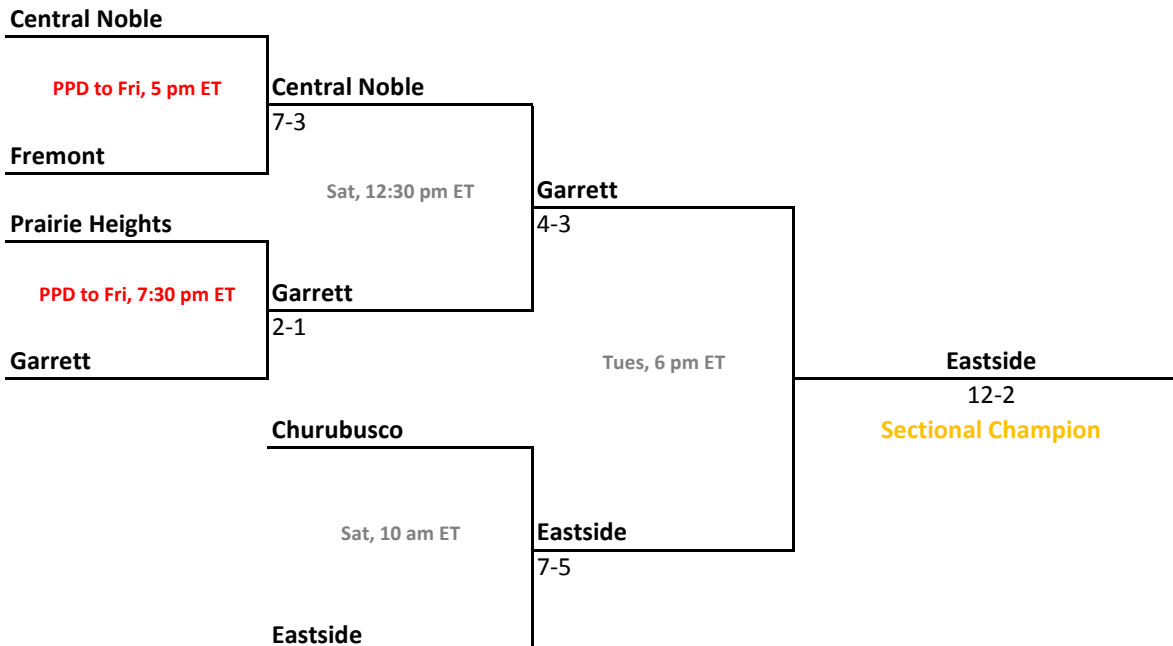 Central Noble
PPD to Fri, 5 pm ET
Central Noble
7-3
Fremont
Sat, 12:30 pm ET
Garrett
4-3
Prairie Heights
PPD to Fri, 7:30 pm ET
Garrett
2-1
Garrett
Tues, 6 pm ET
Eastside
12-2
Sectional Champion
Churubusco
Sat, 10 am ET
Eastside
7-5
Eastside